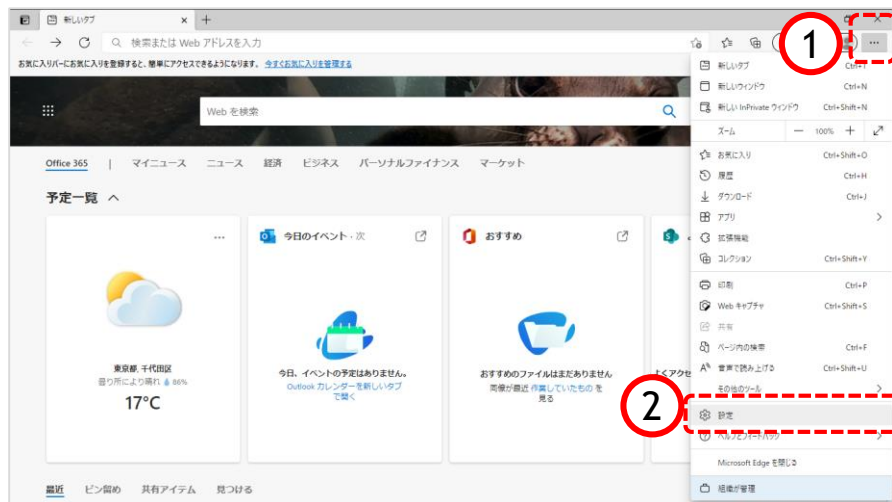 新しいタブ
検索または Web アドレスを入力
お気に入りバーにお気に入りを登録すると、簡単にアクセスできるようになります。 今すぐお気に入りを管理する
1
Web を検索
Office 365 | マイニュース ニュース 経済 ビジネス パーソナルファイナンス マーケット
予定一覧
東京都, 千代田区
曇り所により晴れ 86%
17°C
今日のイベント・次
今日、イベントの予定はありません。
Outlook カレンダーを新しいタブ
で開く
おすすめ
おすすめのファイルはまだありません
同僚が最近 作業していたもの を
見る
よくアクセ
最近 ピン留め 共有アイテム 見つける
新しいタブ Ctrl+T
新しいウィンドウ Ctrl+N
新しい InPrivate ウィンドウ Ctrl+Shift+N
ズーム 100%
お気に入り Ctrl+Shift+O
履歴 Ctrl+H
ダウンロード Ctrl+J
アプリ
拡張機能
コレクション Ctrl+Shift+Y
印刷 Ctrl+P
Web キャプチャ Ctrl+Shift+S
共有
ページ内の検索 Ctrl+F
音声で読み上げる Ctrl+Shift+U
その他のツール
2
設定
ヘルプとフィードバック
Microsoft Edge を閉じる
組織が管理